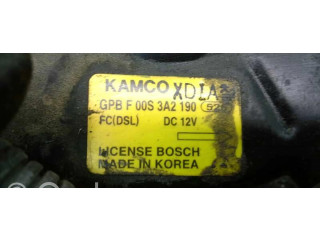 KAMCO XDIA
GPB F 00S 3A2 190
FC(DSL) DC 12V
LICENSE BOSCH
MADE IN KOREA